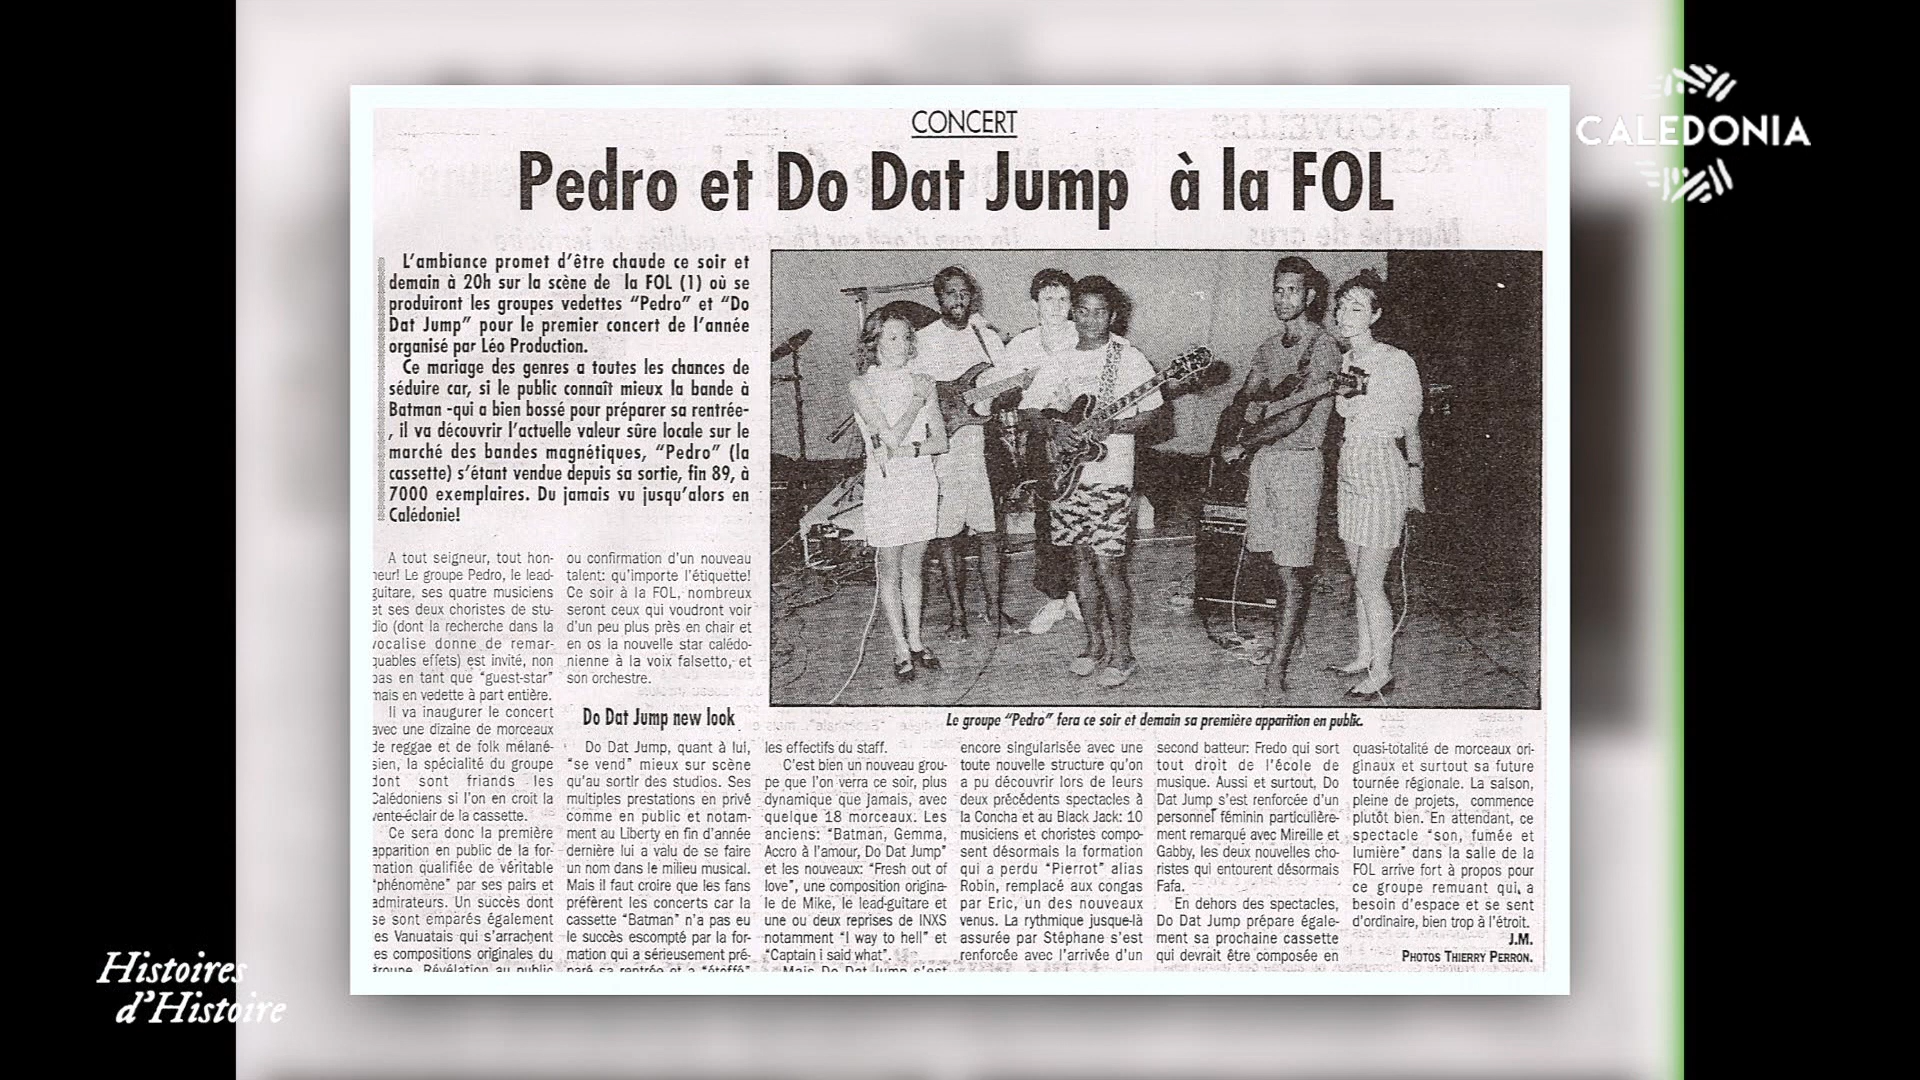 CONCERT
Pedro et Do Dat Jump à la FOL
L'ambiance promet d'être chaude ce soir et
demain à 20h sur la scène de la FOL (1) où se
produiront les groupes vedettes "Pedro" et "Do
Dat Jump" pour le premier concert de l'année
organisé par Léo Production.
Ce mariage des genres a toutes les chances de
séduire car, si le public connaît mieux la bande à
Batman -qui a bien bossé pour préparer sa rentrée-
, il va découvrir l'actuelle valeur sûre locale sur le
marché des bandes magnétiques, "Pedro" (la
cassette) s'étant vendue depuis sa sortie, fin 89, à
7000 exemplaires. Du jamais vu jusqu'alors en
Calédonie!
A tout seigneur, tout hon-
neur! Le groupe Pedro, le lead-
guitare, ses quatre musiciens
et ses deux choristes de stu-
dio (dont la recherche dans la
vocalise donne de remar-
quables effets) est invité, non
pas en tant que "guest-star"
mais en vedette à part entière.
Il va inaugurer le concert
avec une dizaine de morceaux
de reggae et de folk mélané-
sien, la spécialité du groupe
dont sont friands les
Calédoniens si l'on en croit la
vente-éclair de la cassette.
Ce sera donc la première
apparition en public de la for-
mation qualifiée de véritable
"phénomène" par ses pairs et
admirateurs. Un succès dont
se sont emparés également
es Vanuatais qui s'arrachent
es compositions originales du
groupe. Révélation au public
ou confirmation d'un nouveau
talent: qu'importe l'étiquette!
Ce soir à la FOL, nombreux
seront ceux qui voudront voir
d'un peu plus près en chair et
en os la nouvelle star calédo-
nienne à la voix falsetto, et
son orchestre.
Do Dat Jump new look
Do Dat Jump, quant à lui,
"se vend" mieux sur scène
qu'au sortir des studios. Ses
multiples prestations en privé
comme en public et notam-
ment au Liberty en fin d'année
dernière lui a valu de se faire
un nom dans le milieu musical.
Mais il faut croire que les fans
préfèrent les concerts car la
cassette "Batman" n'a pas eu
le succès escompté par la for-
mation qui a sérieusement pré-
paré sa rentrée et a "étoffé"
Le groupe "Pedro" fera ce soir et demain sa première apparition en public.
les effectifs du staff.
C'est bien un nouveau grou-
pe que l'on verra ce soir, plus
dynamique que jamais, avec
quelque 18 morceaux. Les
anciens: "Batman, Gemma,
Accro à l'amour, Do Dat Jump"
et les nouveaux: "Fresh out of
love", une composition origina-
le de Mike, le lead-guitare et
une ou deux reprises de INXS
notamment "I way to hell" et
"Captain i said what".
Mais Do Dat Jump s'est
encore singularisée avec une
toute nouvelle structure qu'on
a pu découvrir lors de leurs
deux précédents spectacles à
la Concha et au Black Jack: 10
musiciens et choristes compo-
sent désormais la formation
qui a perdu "Pierrot" alias
Robin, remplacé aux congas
par Eric, un des nouveaux
venus. La rythmique jusque-là
assurée par Stéphane s'est
renforcée avec l'arrivée d'un
second batteur: Fredo qui sort
tout droit de l'école de
musique. Aussi et surtout, Do
Dat Jump s'est renforcée d'un
personnel féminin particulière-
ment remarqué avec Mireille et
Gabby, les deux nouvelles cho-
ristes qui entourent désormais
Fafa.
En dehors des spectacles,
Do Dat Jump prépare égale-
ment sa prochaine cassette
qui devrait être composée en
quasi-totalité de morceaux ori-
ginaux et surtout sa future
tournée régionale. La saison,
pleine de projets, commence
plutôt bien. En attendant, ce
spectacle "son, fumée et
lumière" dans la salle de la
FOL arrive fort à propos pour
ce groupe remuant qui, a
besoin d'espace et se sent
d'ordinaire, bien trop à l'étroit.
J.M.
PHOTOS THIERRY PERRON.
CALEDONIA
Histoires
d'Histoire